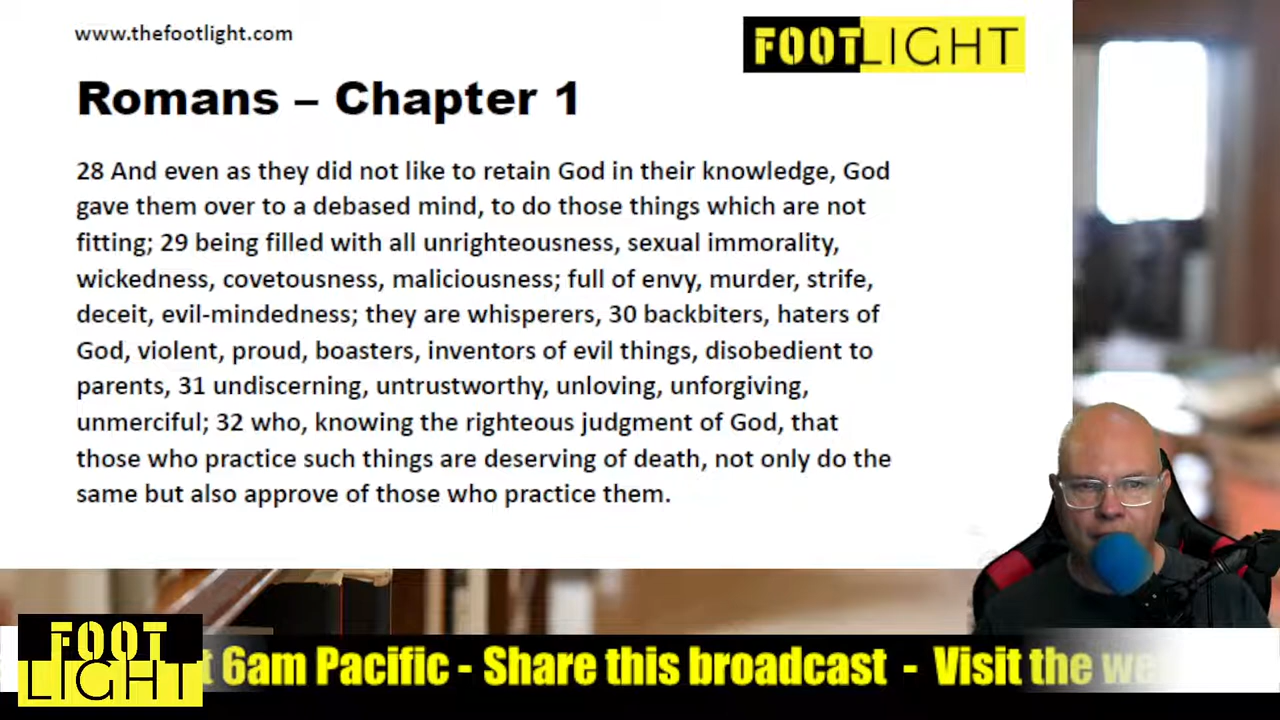 www.thefootlight.com
FOOTLIGHT
Romans – Chapter 1
28 And even as they did not like to retain God in their knowledge, God
gave them over to a debased mind, to do those things which are not
fitting; 29 being filled with all unrighteousness, sexual immorality,
wickedness, covetousness, maliciousness; full of envy, murder, strife,
deceit, evil-mindedness; they are whisperers, 30 backbiters, haters of
God, violent, proud, boasters, inventors of evil things, disobedient to
parents, 31 undiscerning, untrustworthy, unloving, unforgiving,
unmerciful; 32 who, knowing the righteous judgment of God, that
those who practice such things are deserving of death, not only do the
same but also approve of those who practice them.
FOOT
LIGHT
6am Pacific - Share this broadcast - Visit the